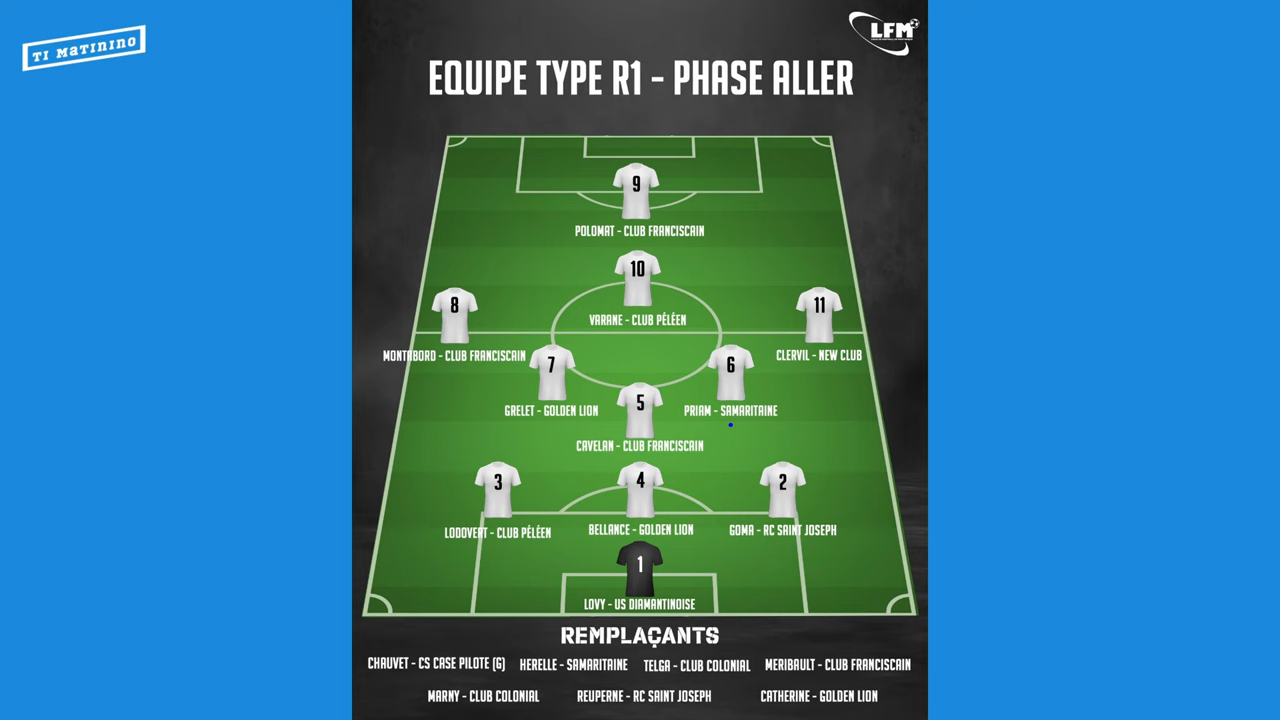 TI MATININO
LFM
EQUIPE TYPE R1 - PHASE ALLER
9
POLOMAT - CLUB FRANCISCAIN
10
VARANE - CLUB PÉLÉEN
8
MONTABORD - CLUB FRANCISCAIN
11
CLERVIL - NEW CLUB
7
GRELET - GOLDEN LION
6
PRIAM - SAMARITAINE
5
CAVELAN - CLUB FRANCISCAIN
3
LODOVERT - CLUB PÉLÉEN
4
BELLANCE - GOLDEN LION
2
GOMA - RC SAINT JOSEPH
1
LOVY - US DIAMANTINOISE
REMPLAÇANTS
CHAUVET - CS CASE PILOTE (G) HERELLE - SAMARITAINE TELGA - CLUB COLONIAL MERIBAULT - CLUB FRANCISCAIN
MARNY - CLUB COLONIAL REUPERNE - RC SAINT JOSEPH CATHERINE - GOLDEN LION